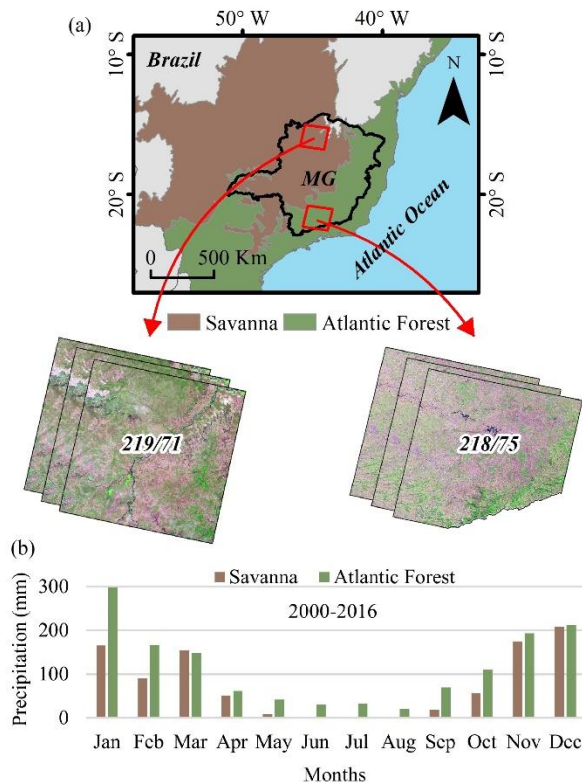 (a)
50° W
40° W
10° S
10° S
Brazil
N
MG
20° S
20° S
Atlantic Ocean
0 500 Km
Savanna Atlantic Forest
219/71
218/75
(b)
Savanna Atlantic Forest
2000-2016
Precipitation (mm)
300
200
100
0
Jan Feb Mar Apr May Jun Jul Aug Sep Oct Nov Dec
Months